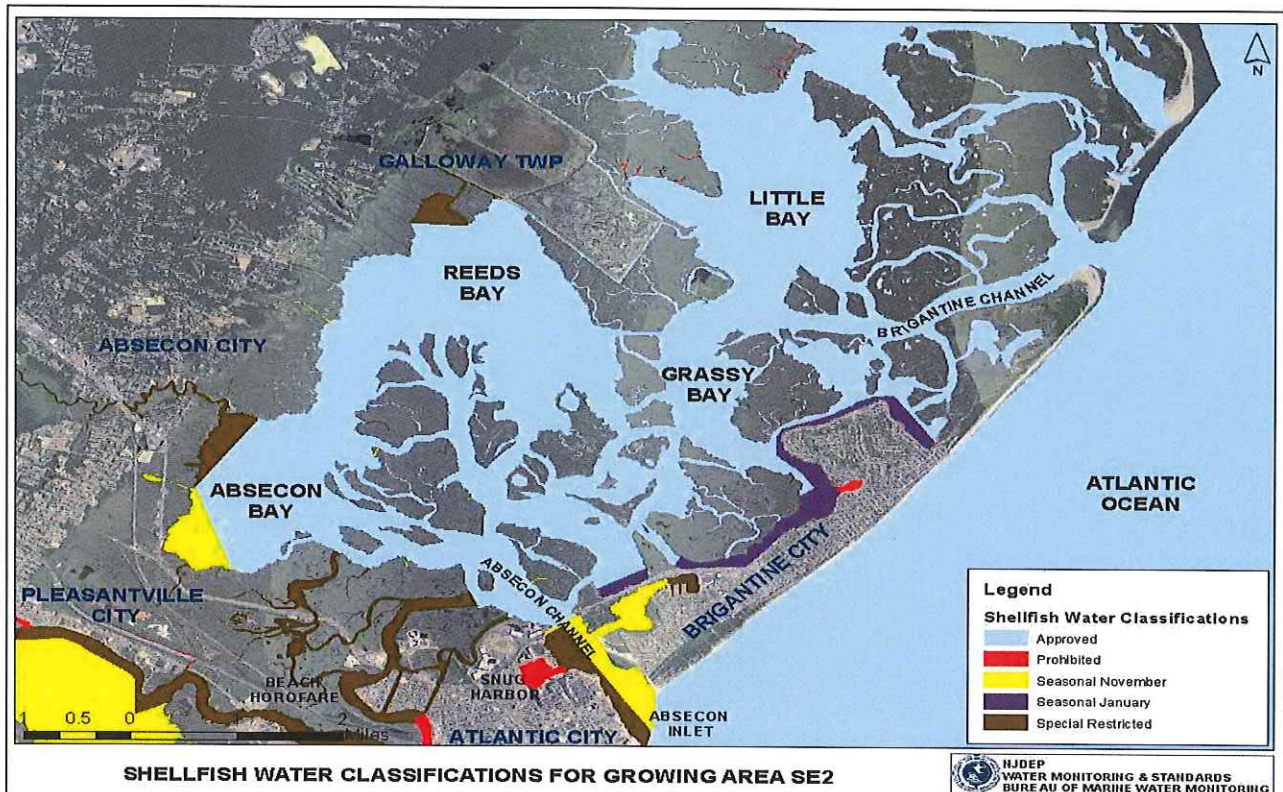 N
GALLOWAY TWP
LITTLE
BAY
REEDS
BAY
BRIGANTINE CHANNEL
ABSECON CITY
GRASSY
BAY
ATLANTIC
OCEAN
ABSECON
BAY
ABSECON CHANNEL
BRIGANTINE CITY
PLEASANTVILLE
CITY
BEACH
HOROFARE
SNUG
HARBOR
ABSECON
INLET
ATLANTIC CITY
1 0.5 0 1 2
Miles
Legend
Shellfish Water Classifications
Approved
Prohibited
Seasonal November
Seasonal January
Special Restricted
SHELLFISH WATER CLASSIFICATIONS FOR GROWING AREA SE2
NJDEP
WATER MONITORING & STANDARDS
BUREAU OF MARINE WATER MONITORING